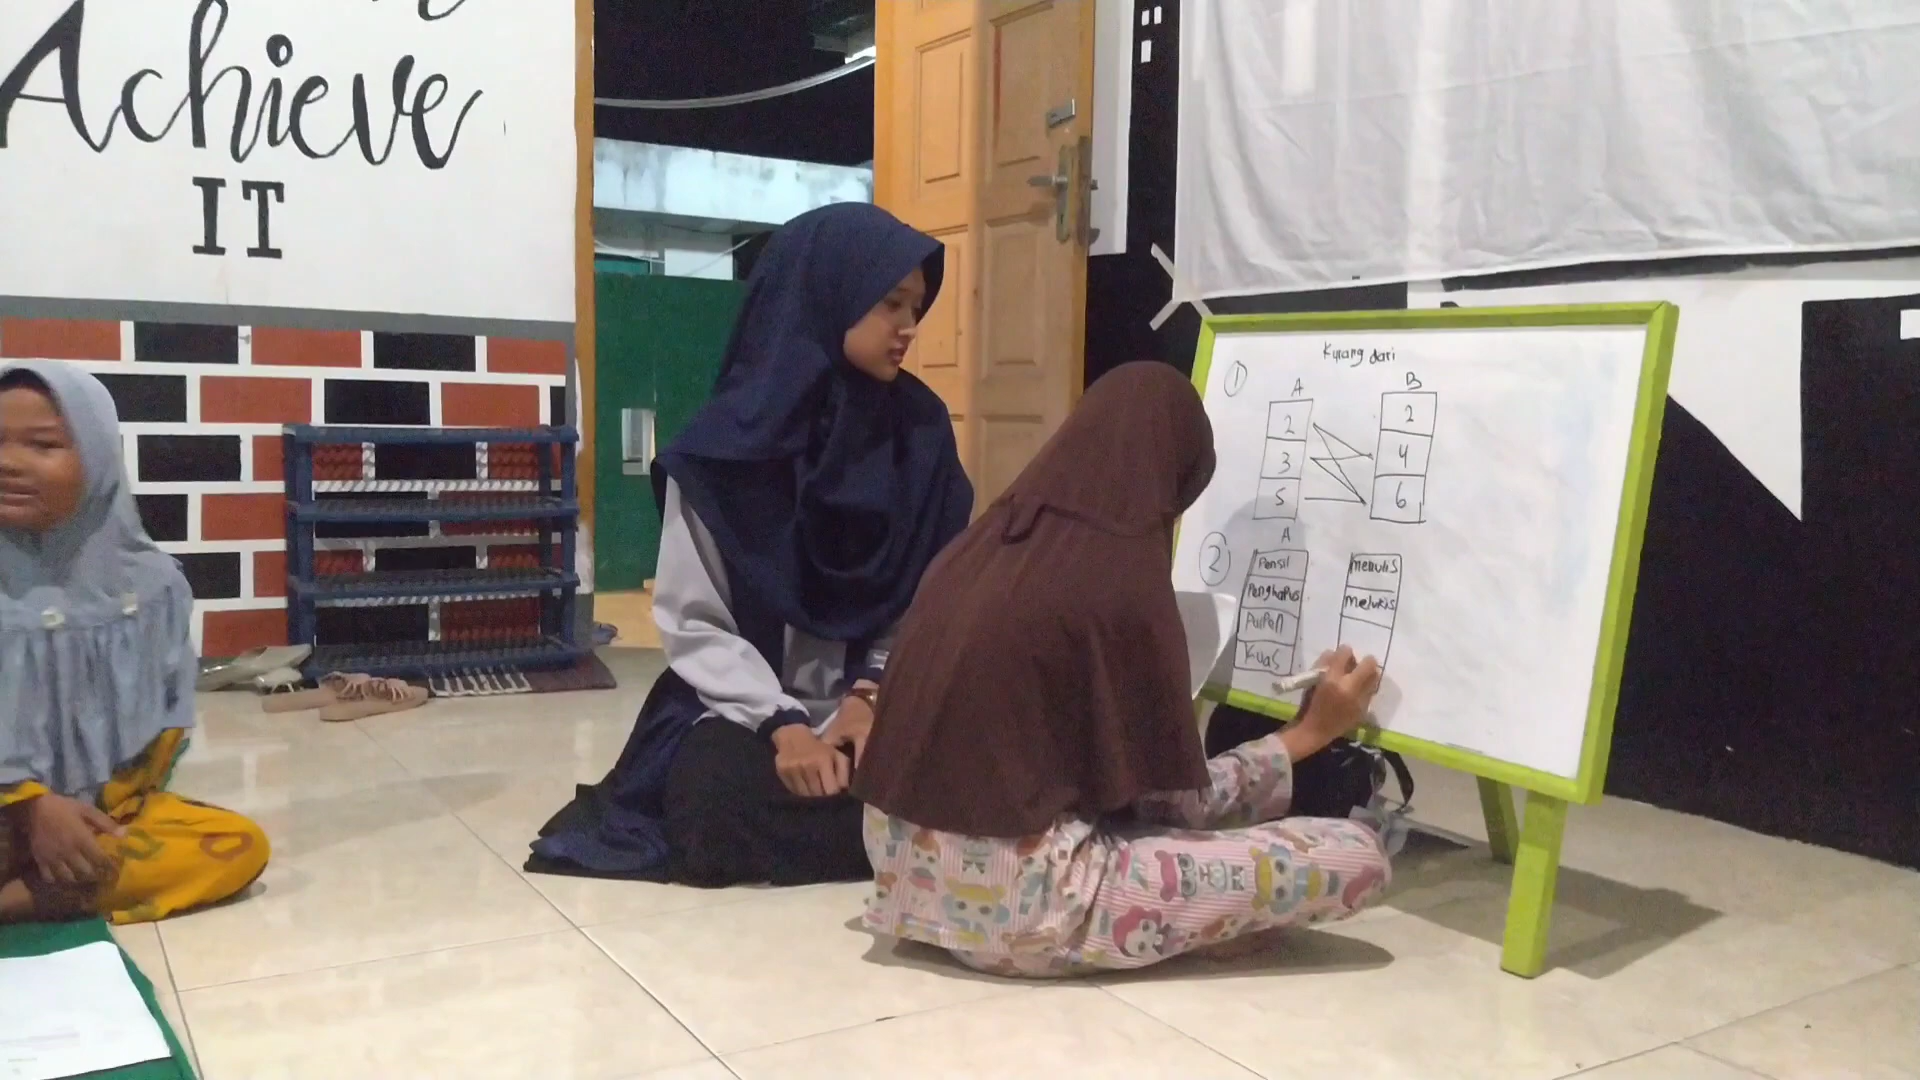 Achieve
IT
Kurang dari
1
A B
2 2
3 4
5 6
2
A
Pensil menulis
Penghapus melukis
Pulpen
Kuas